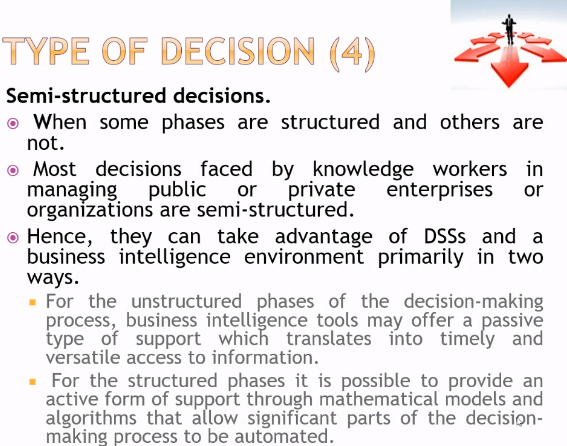 TYPE OF DECISION (4)
Semi-structured decisions.
When some phases are structured and others are
not.
Most decisions faced by knowledge workers in
managing public or private enterprises or
organizations are semi-structured.
Hence, they can take advantage of DSSs and a
business intelligence environment primarily in two
ways.
For the unstructured phases of the decision-making
process, business intelligence tools may offer a passive
type of support which translates into timely and
versatile access to information.
For the structured phases it is possible to provide an
active form of support through mathematical models and
algorithms that allow significant parts of the decision-
making process to be automated.